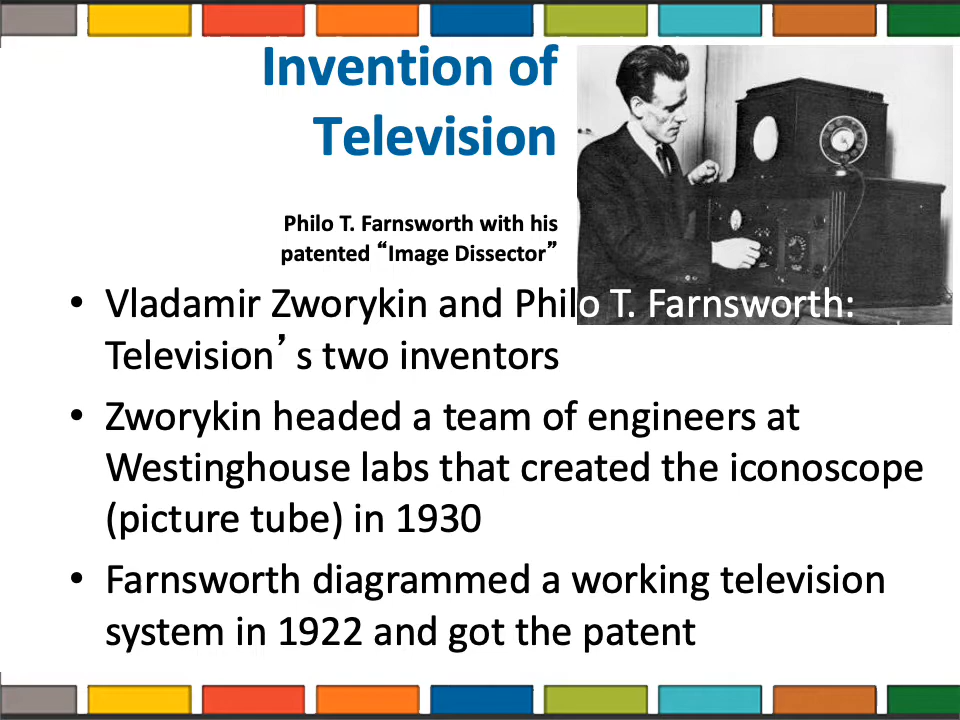 Invention of
Television
Philo T. Farnsworth with his
patented “Image Dissector”
• Vladamir Zworykin and Philo T. Farnsworth:
Television’s two inventors
• Zworykin headed a team of engineers at
Westinghouse labs that created the iconoscope
(picture tube) in 1930
• Farnsworth diagrammed a working television
system in 1922 and got the patent